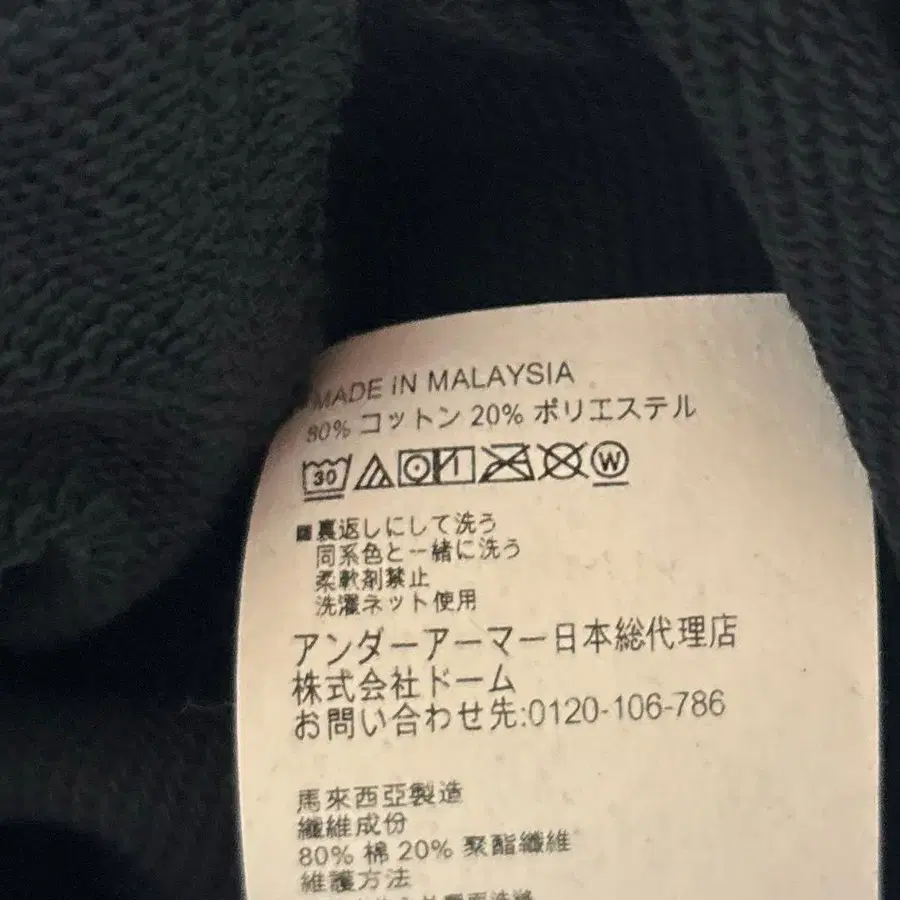 MADE IN MALAYSIA
80% コットン 20% ポリエステル
30 W
■裏返しにして洗う
同系色と一緒に洗う
柔軟剤禁止
洗濯ネット使用
アンダーアーマー日本総代理店
株式会社ドーム
お問い合わせ先:0120-106-786
馬來西亞製造
纖維成份
80% 棉 20% 聚酯纖維
維護方法